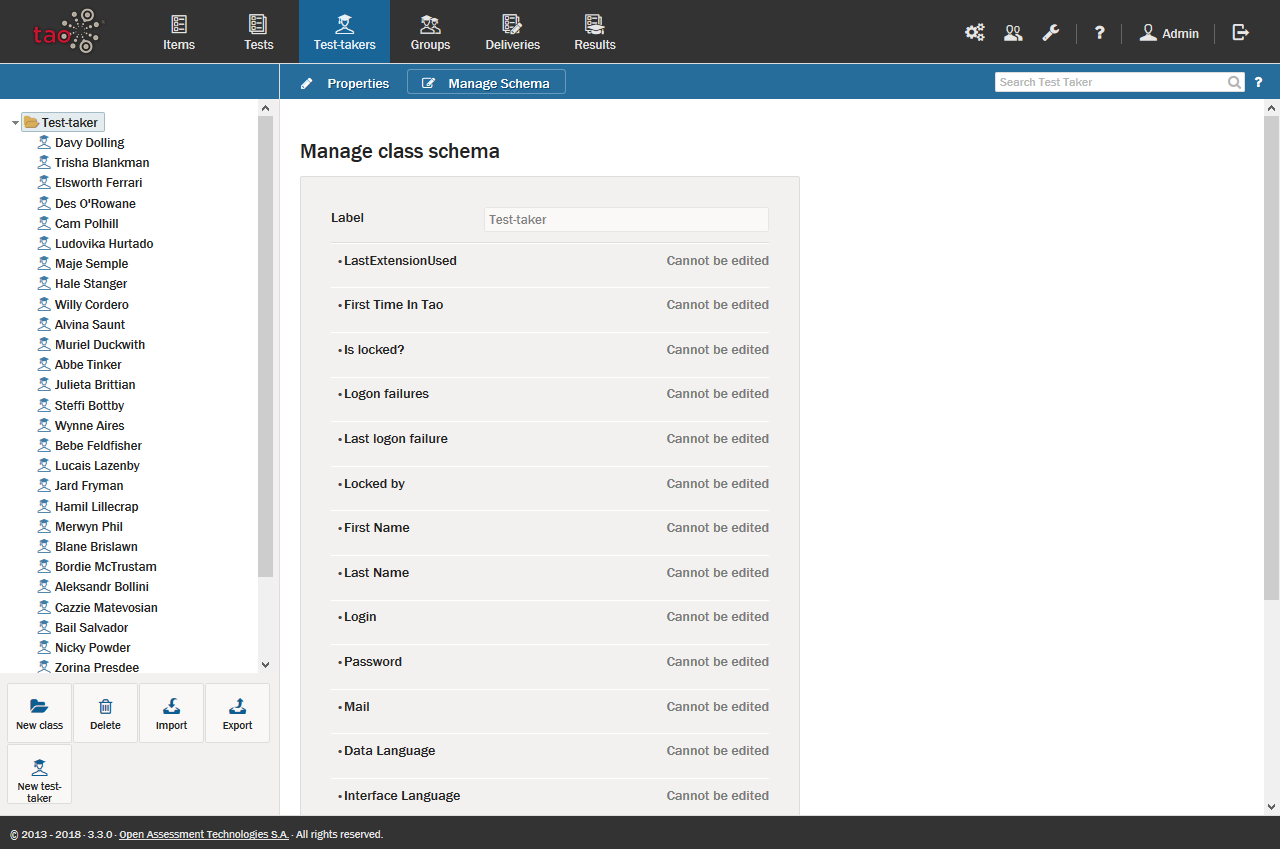 tao
Items
Tests
Test-takers
Groups
Deliveries
Results
?
Admin
Properties
Manage Schema
Search Test Taker
?
Test-taker
Davy Dolling
Trisha Blankman
Elsworth Ferrari
Des O'Rowane
Cam Polhill
Ludovika Hurtado
Maje Semple
Hale Stanger
Willy Cordero
Alvina Saunt
Muriel Duckwith
Abbe Tinker
Julieta Brittian
Steffi Bottby
Wynne Aires
Bebe Feldfisher
Lucais Lazenby
Jard Fryman
Hamil Lillecrap
Merwyn Phil
Blane Brislawn
Bordie McTrustam
Aleksandr Bollini
Cazzie Matevosian
Bail Salvador
Nicky Powder
Zorina Presdee
New class
Delete
Import
Export
New test-
taker
Manage class schema
Label
Test-taker
•LastExtensionUsed Cannot be edited
•First Time In Tao Cannot be edited
•Is locked? Cannot be edited
•Logon failures Cannot be edited
•Last logon failure Cannot be edited
•Locked by Cannot be edited
•First Name Cannot be edited
•Last Name Cannot be edited
•Login Cannot be edited
•Password Cannot be edited
•Mail Cannot be edited
•Data Language Cannot be edited
•Interface Language Cannot be edited
© 2013 - 2018 · 3.3.0 · Open Assessment Technologies S.A. · All rights reserved.